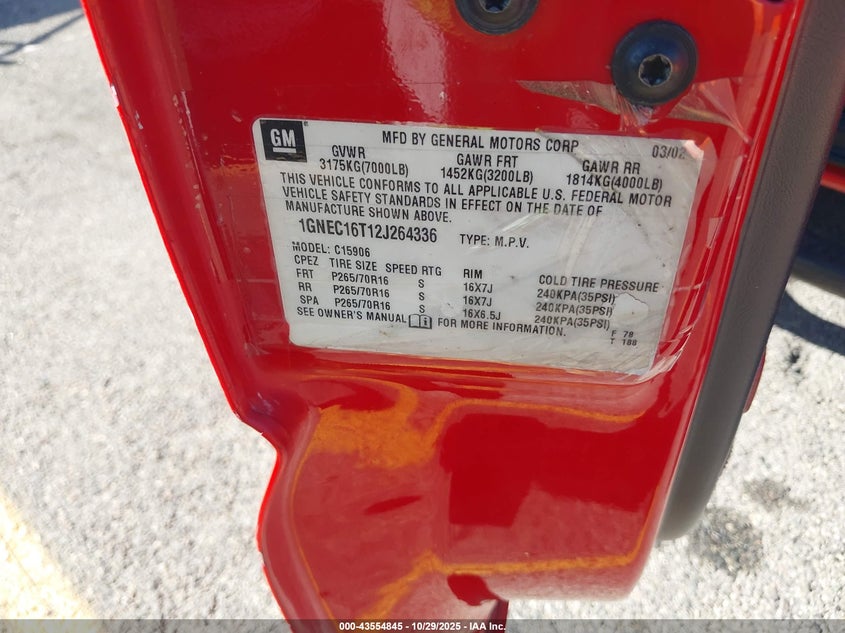 GM
MFD BY GENERAL MOTORS CORP 03/02
GVWR GAWR FRT GAWR RR
3175KG(7000LB) 1452KG(3200LB) 1814KG(4000LB)
THIS VEHICLE CONFORMS TO ALL APPLICABLE U.S. FEDERAL MOTOR
VEHICLE SAFETY STANDARDS IN EFFECT ON THE DATE OF
MANUFACTURE SHOWN ABOVE.
1GNEC16T12J264336 TYPE: M.P.V.
MODEL: C15906
CPEZ TIRE SIZE SPEED RTG RIM COLD TIRE PRESSURE
FRT P265/70R16 S 16X7J 240KPA(35PSI)
RR P265/70R16 S 16X7J 240KPA(35PSI)
SPA P265/70R16 S 16X6.5J 240KPA(35PSI)
SEE OWNER'S MANUAL FOR MORE INFORMATION.
F 78
T 188
000-43554845 - 10/29/2025 - IAA Inc.